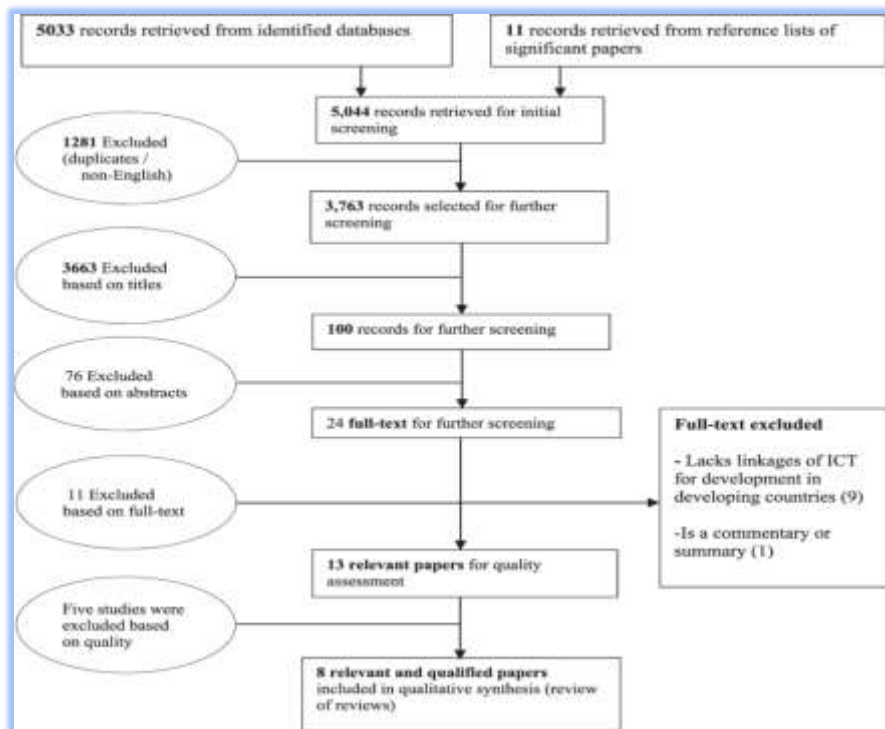 5033 records retrieved from identified databases
11 records retrieved from reference lists of
significant papers
5,044 records retrieved for initial
screening
1281 Excluded
(duplicates /
non-English)
3,763 records selected for further
screening
3663 Excluded
based on titles
100 records for further screening
76 Excluded
based on abstracts
24 full-text for further screening
Full-text excluded
- Lacks linkages of ICT
for development in
developing countries (9)
-Is a commentary or
summary (1)
11 Excluded
based on full-text
13 relevant papers for quality
assessment
Five studies were
excluded based
on quality
8 relevant and qualified papers
included in qualitative synthesis (review
of reviews)